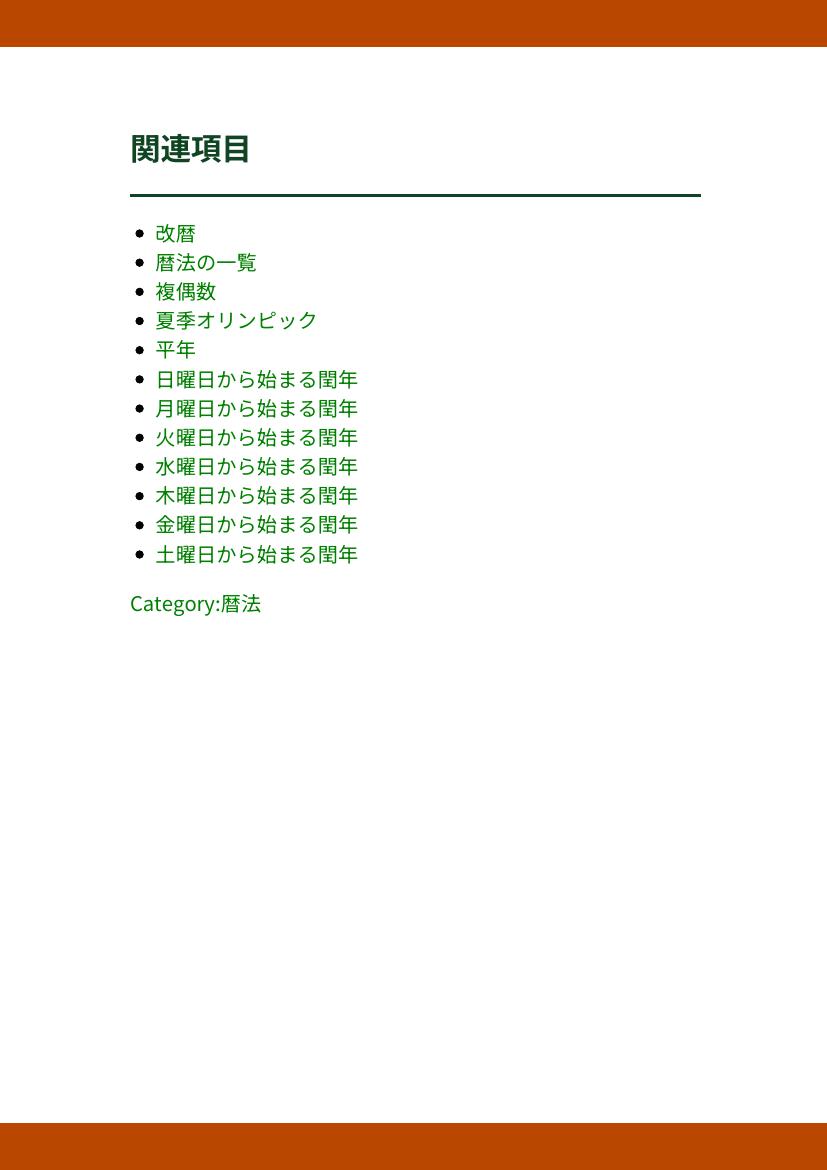 関連項目
改暦
暦法の一覧
複偶数
夏季オリンピック
平年
日曜日から始まる閏年
月曜日から始まる閏年
火曜日から始まる閏年
水曜日から始まる閏年
木曜日から始まる閏年
金曜日から始まる閏年
土曜日から始まる閏年
Category:暦法